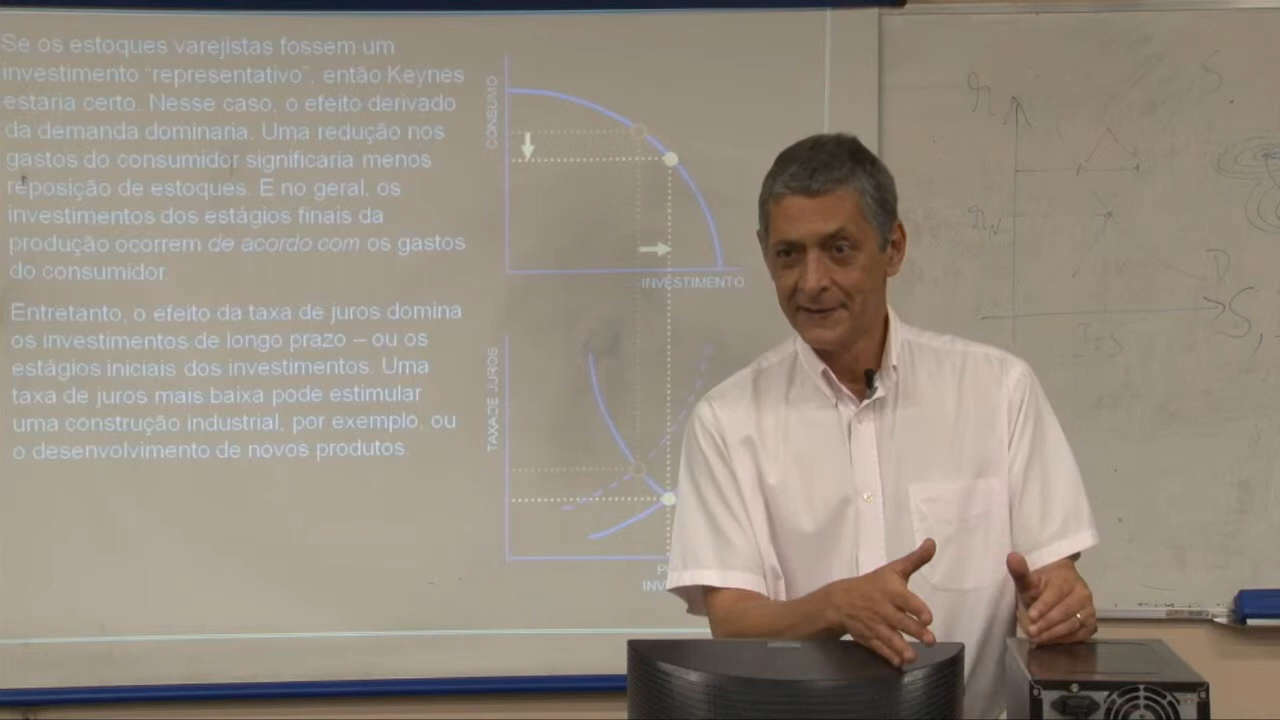 Se os estoques varejistas fossem um
investimento "representativo", então Keynes
estaria certo. Nesse caso, o efeito derivado
da demanda dominaria. Uma redução nos
gastos do consumidor significaria menos
reposição de estoques. E no geral, os
investimentos dos estágios finais da
produção ocorrem de acordo com os gastos
do consumidor.
Entretanto, o efeito da taxa de juros domina
os investimentos de longo prazo – ou os
estágios iniciais dos investimentos. Uma
taxa de juros mais baixa pode estimular
uma construção industrial, por exemplo, ou
o desenvolvimento de novos produtos.
CONSUMO
INVESTIMENTO
TAXA DE JUROS
S